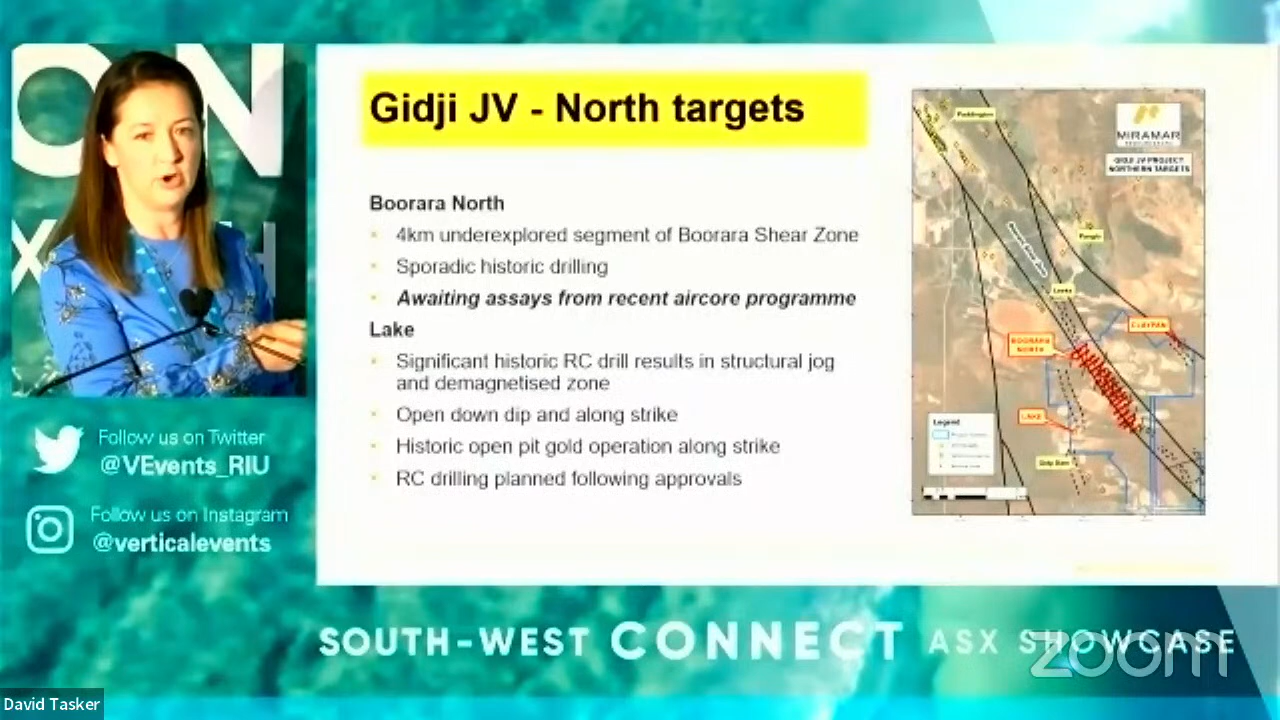 ON
Follow us on Twitter
@VEvents_RIU
Follow us on Instagram
@verticalevents
Gidji JV - North targets
Boorara North
4km underexplored segment of Boorara Shear Zone
Sporadic historic drilling
Awaiting assays from recent aircore programme
Lake
Significant historic RC drill results in structural jog
and demagnetised zone
Open down dip and along strike
Historic open pit gold operation along strike
RC drilling planned following approvals
MIRAMAR
GIDJI JV PROJECT
NORTHERN TARGETS
Paddington
Panglo
CLAYPAN
BOORARA
NORTH
LAKE
Legend
SOUTH-WEST CONNECT ASX SHOWCASE
zoom
David Tasker